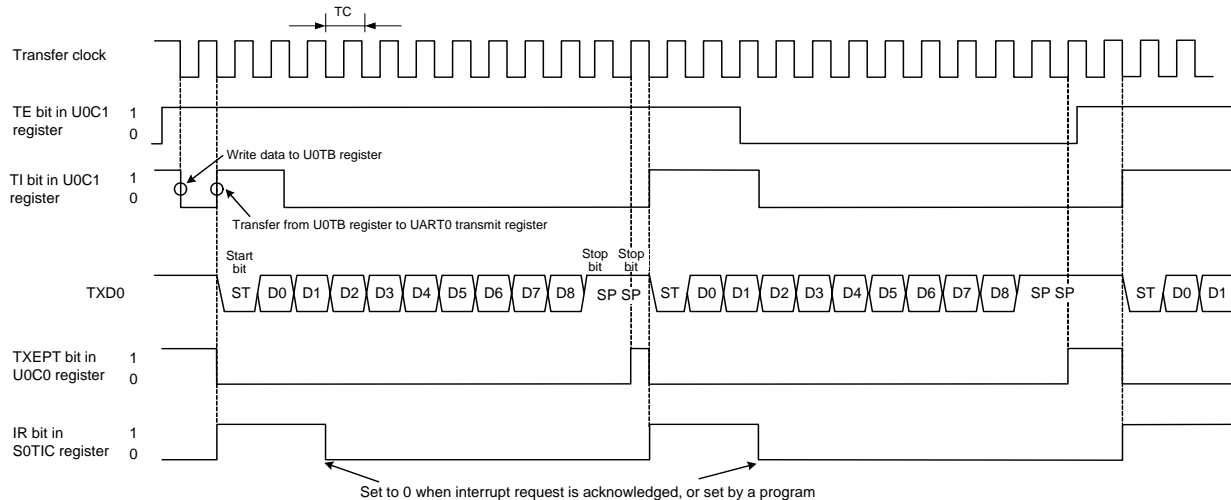 TC
Transfer clock
TE bit in U0C1 1
register 0
Write data to U0TB register
TI bit in U0C1 1
register 0
Transfer from U0TB register to UART0 transmit register
Start Stop Stop
bit bit bit
TXD0 ST D0 D1 D2 D3 D4 D5 D6 D7 D8 SP SP ST D0 D1 D2 D3 D4 D5 D6 D7 D8 SP SP ST D0 D1
TXEPT bit in 1
U0C0 register 0
IR bit in 1
S0TIC register 0
Set to 0 when interrupt request is acknowledged, or set by a program